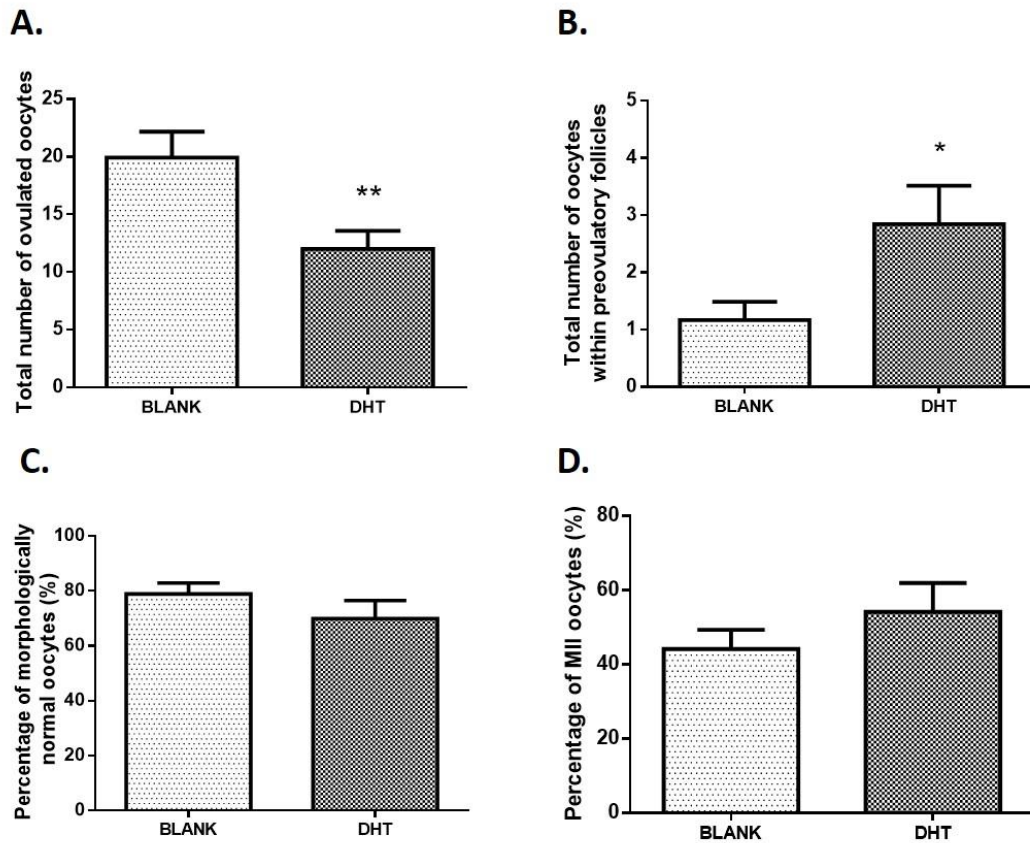 A.
Total number of ovulated oocytes
25
20
15
10
5
0
**
BLANK
DHT
B.
Total number of oocytes
within preovulatory follicles
5
4
3
2
1
0
*
BLANK
DHT
C.
Percentage of morphologically
normal oocytes (%)
100
80
60
40
20
0
BLANK
DHT
D.
Percentage of MII oocytes (%)
80
60
40
20
0
BLANK
DHT